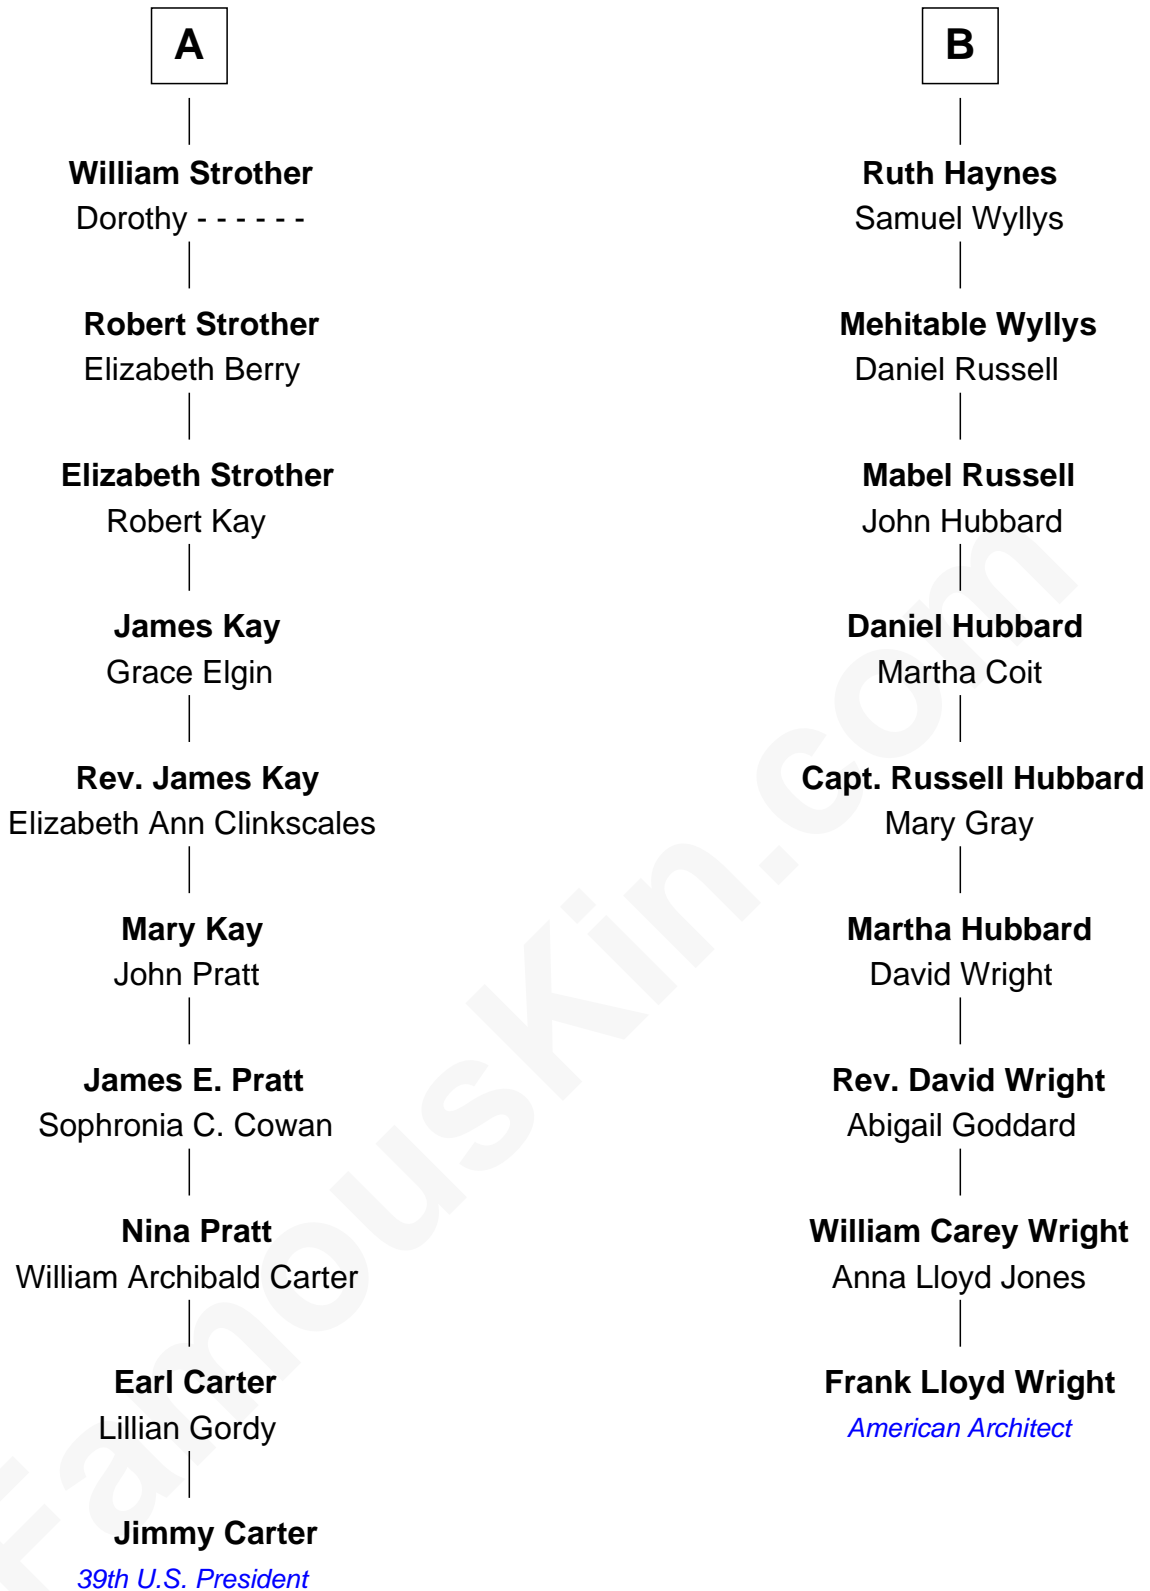 A
William Strother
Dorothy - - - - - -
Robert Strother
Elizabeth Berry
Elizabeth Strother
Robert Kay
James Kay
Grace Elgin
Rev. James Kay
Elizabeth Ann Clinkscales
Mary Kay
John Pratt
James E. Pratt
Sophronia C. Cowan
Nina Pratt
William Archibald Carter
Earl Carter
Lillian Gordy
Jimmy Carter
39th U.S. President
B
Ruth Haynes
Samuel Wyllys
Mehitable Wyllys
Daniel Russell
Mabel Russell
John Hubbard
Daniel Hubbard
Martha Coit
Capt. Russell Hubbard
Mary Gray
Martha Hubbard
David Wright
Rev. David Wright
Abigail Goddard
William Carey Wright
Anna Lloyd Jones
Frank Lloyd Wright
American Architect
FamousKin.com